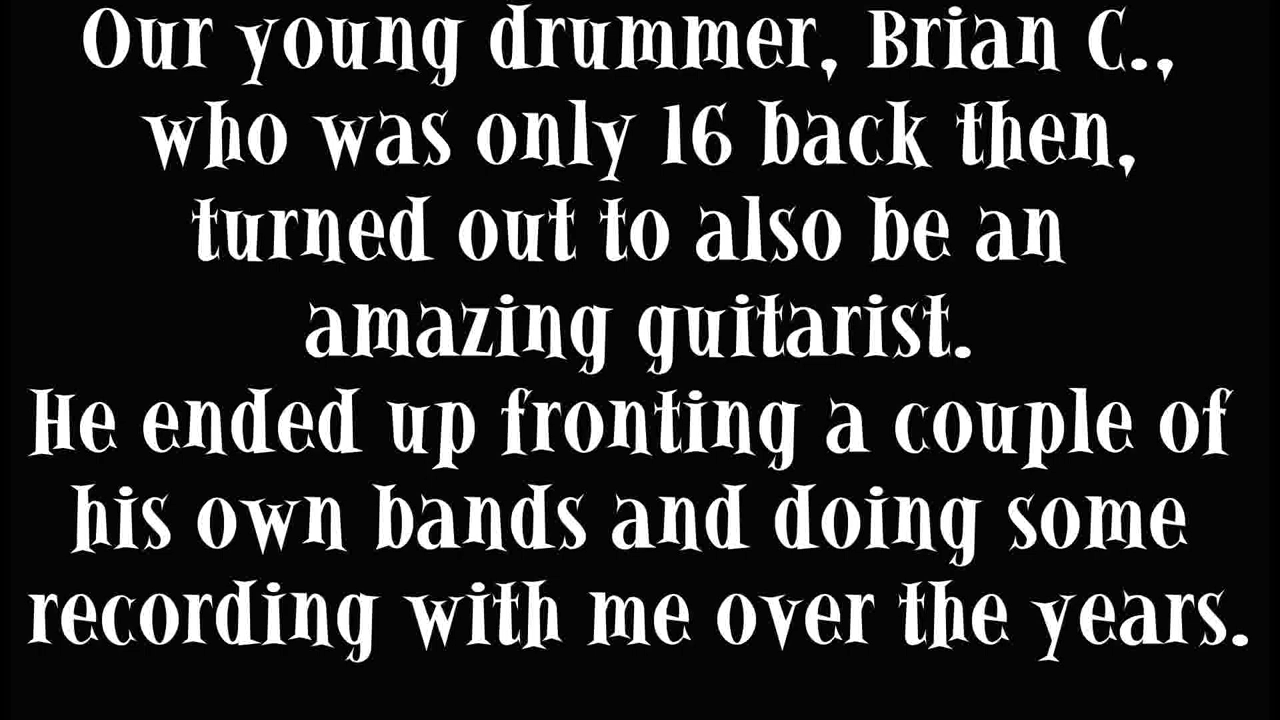 Our young drummer, Brian C.,
who was only 16 back then,
turned out to also be an
amazing guitarist.
He ended up fronting a couple of
his own bands and doing some
recording with me over the years.